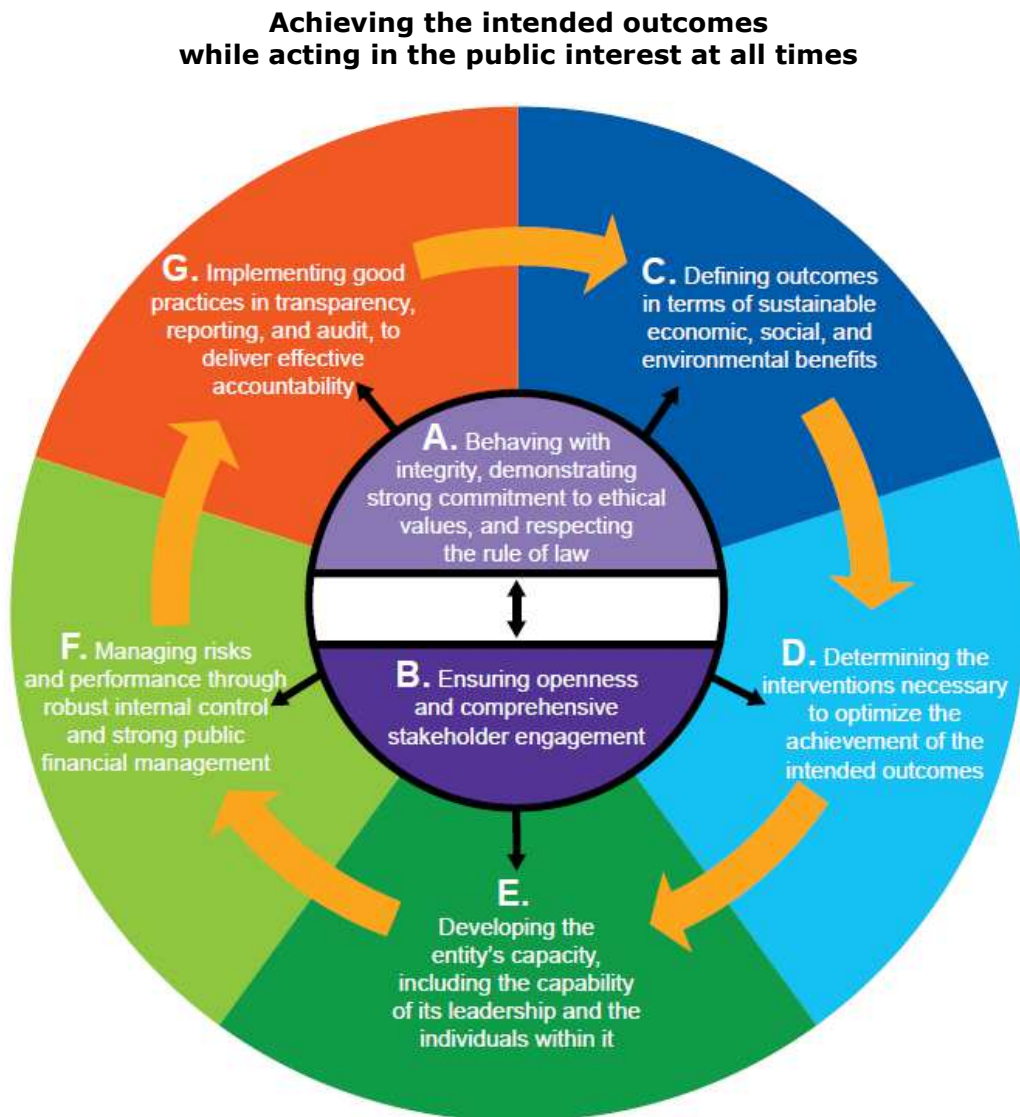 Achieving the intended outcomes
while acting in the public interest at all times
A. Behaving with
integrity, demonstrating
strong commitment to ethical
values, and respecting
the rule of law
B. Ensuring openness
and comprehensive
stakeholder engagement
C. Defining outcomes
in terms of sustainable
economic, social, and
environmental benefits
D. Determining the
interventions necessary
to optimize the
achievement of the
intended outcomes
E.
Developing the
entity's capacity,
including the capability
of its leadership and the
individuals within it
F. Managing risks
and performance through
robust internal control
and strong public
financial management
G. Implementing good
practices in transparency,
reporting, and audit, to
deliver effective
accountability